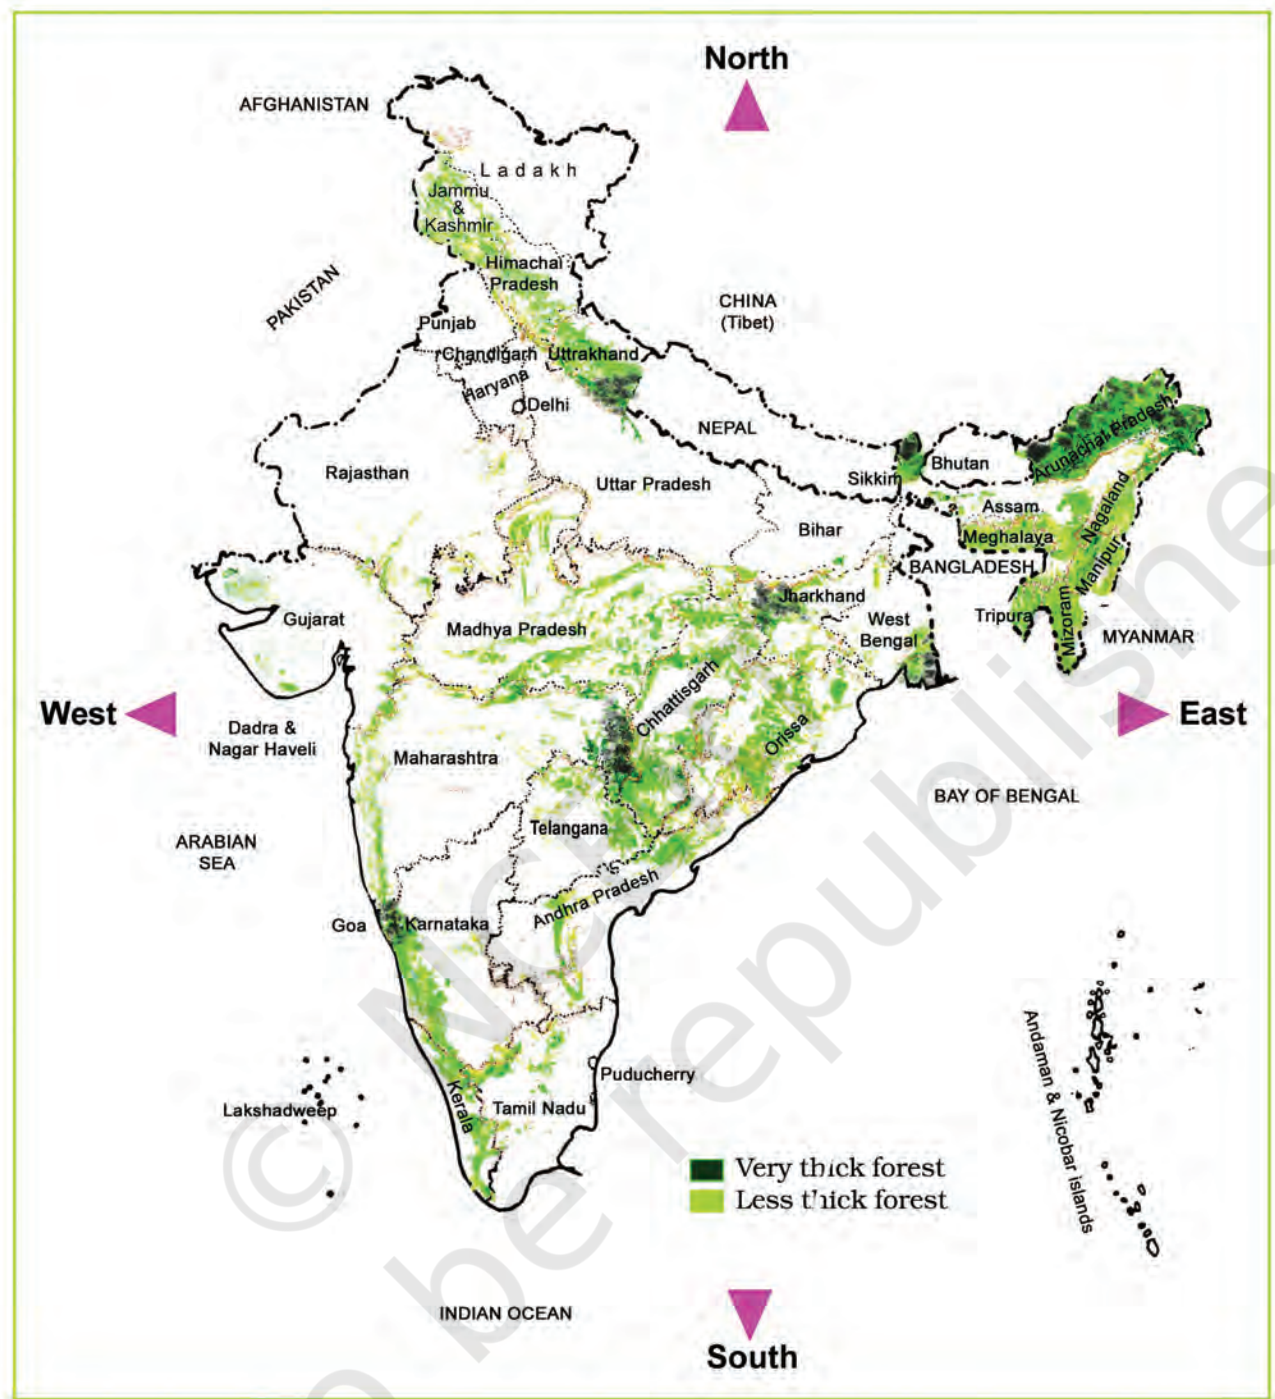 North
AFGHANISTAN
Ladakh
Jammu
&
Kashmir
Himachal
Pradesh
PAKISTAN
CHINA
(Tibet)
Punjab
Chandigarh
Uttrakhand
Haryana
Delhi
NEPAL
Arunachal Pradesh
Rajasthan
Uttar Pradesh
Sikkim
Bhutan
Assam
Nagaland
Bihar
Meghalaya
Manipur
BANGLADESH
Gujarat
Madhya Pradesh
Jharkhand
West
Bengal
Tripura
Mizoram
MYANMAR
Chhattisgarh
West
East
Dadra &
Nagar Haveli
Maharashtra
Orissa
BAY OF BENGAL
ARABIAN
SEA
Telangana
Andhra Pradesh
Goa
Karnataka
Andaman & Nicobar islands
Puducherry
Lakshadweep
Kerala
Tamil Nadu
Very thick forest
Less thick forest
INDIAN OCEAN
South
© NC
be republishe